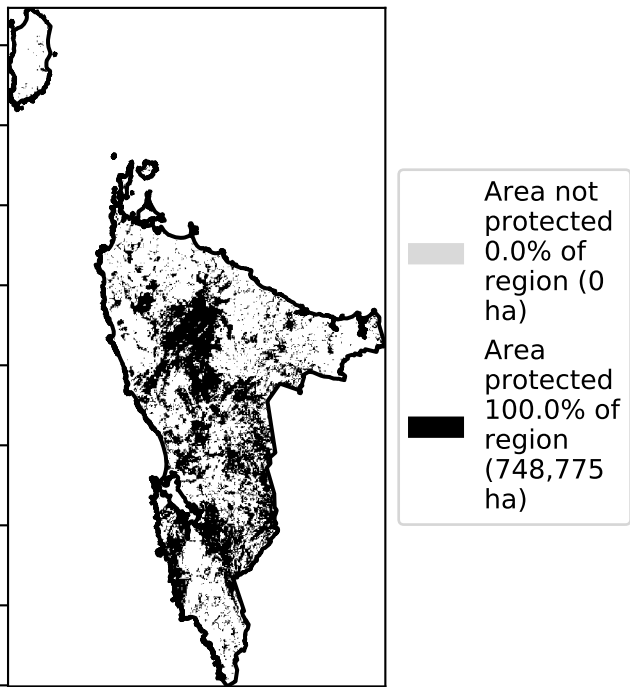 Area not
protected
0.0% of
region (0
ha)
Area
protected
100.0% of
region
(748,775
ha)